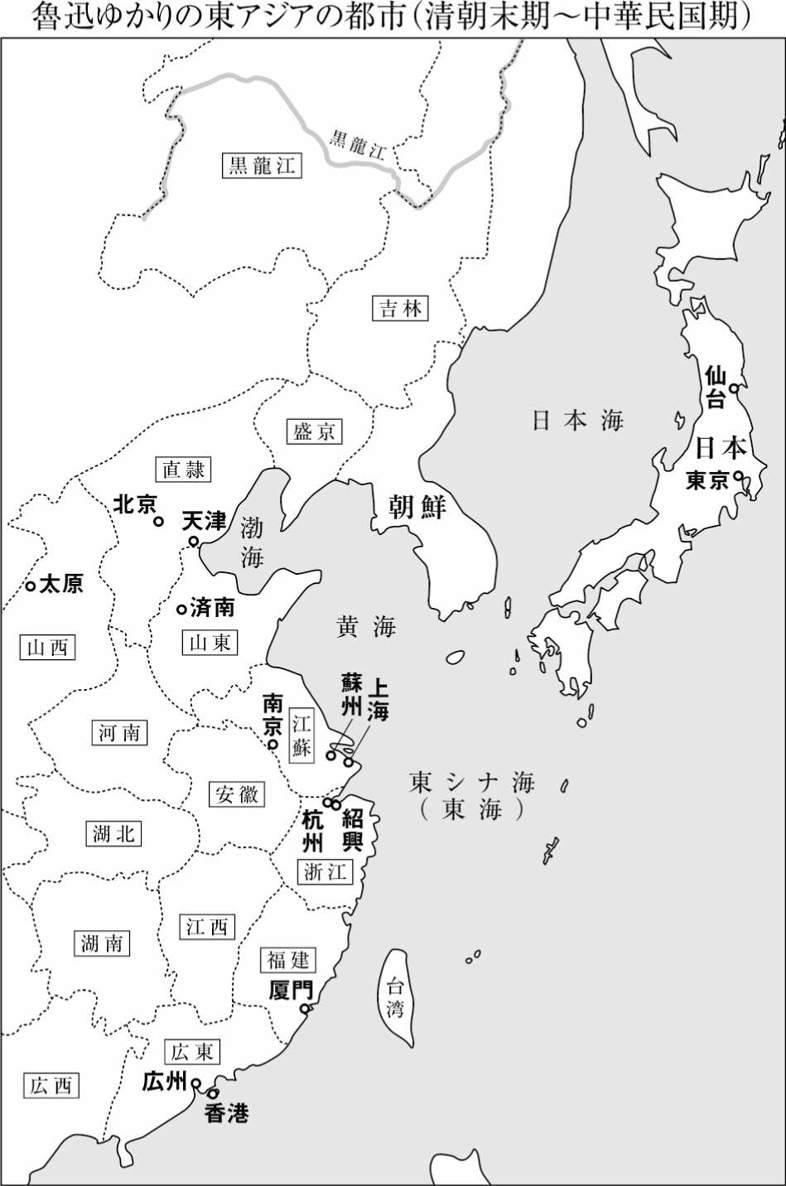 魯迅ゆかりの東アジアの都市（清朝末期～中華民国期）
黒龍江
黒龍江
吉林
仙台
日本海
盛京
日本
直隷
東京
北京
朝鮮
天津
渤海
太原
済南
黄海
山東
山西
蘇州
上海
南京
江蘇
河南
東シナ海
（東海）
安徽
湖北
杭州
紹興
浙江
江西
湖南
福建
厦門
台湾
広東
広州
広西
香港